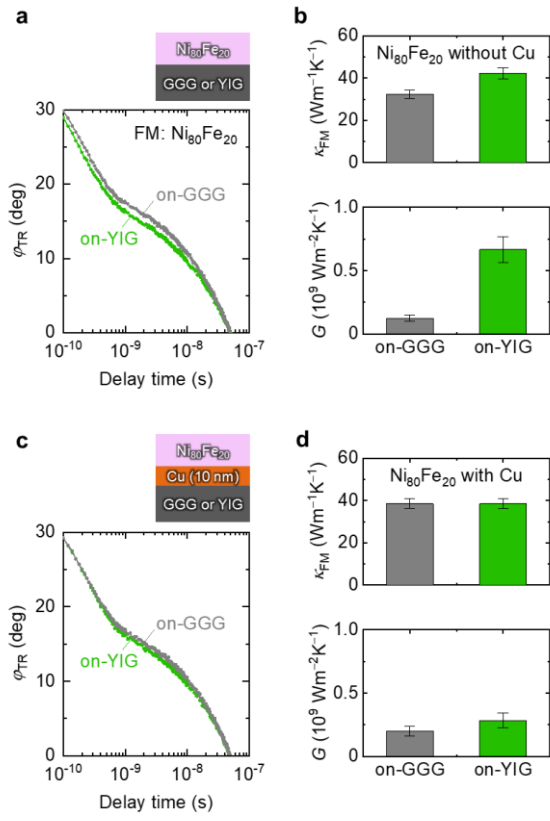 a
Ni₈₀Fe₂₀
GGG or YIG
30
20
10
0
φTR (deg)
FM: Ni₈₀Fe₂₀
on-GGG
on-YIG
10⁻¹⁰ 10⁻⁹ 10⁻⁸ 10⁻⁷
Delay time (s)
b
60
40
20
0
κFM (Wm⁻¹K⁻¹)
Ni₈₀Fe₂₀ without Cu
1.0
0.5
0
G (10⁹ Wm⁻²K⁻¹)
on-GGG on-YIG
c
Ni₈₀Fe₂₀
Cu (10 nm)
GGG or YIG
30
20
10
0
φTR (deg)
on-GGG
on-YIG
10⁻¹⁰ 10⁻⁹ 10⁻⁸ 10⁻⁷
Delay time (s)
d
60
40
20
0
κFM (Wm⁻¹K⁻¹)
Ni₈₀Fe₂₀ with Cu
1.0
0.5
0
G (10⁹ Wm⁻²K⁻¹)
on-GGG on-YIG